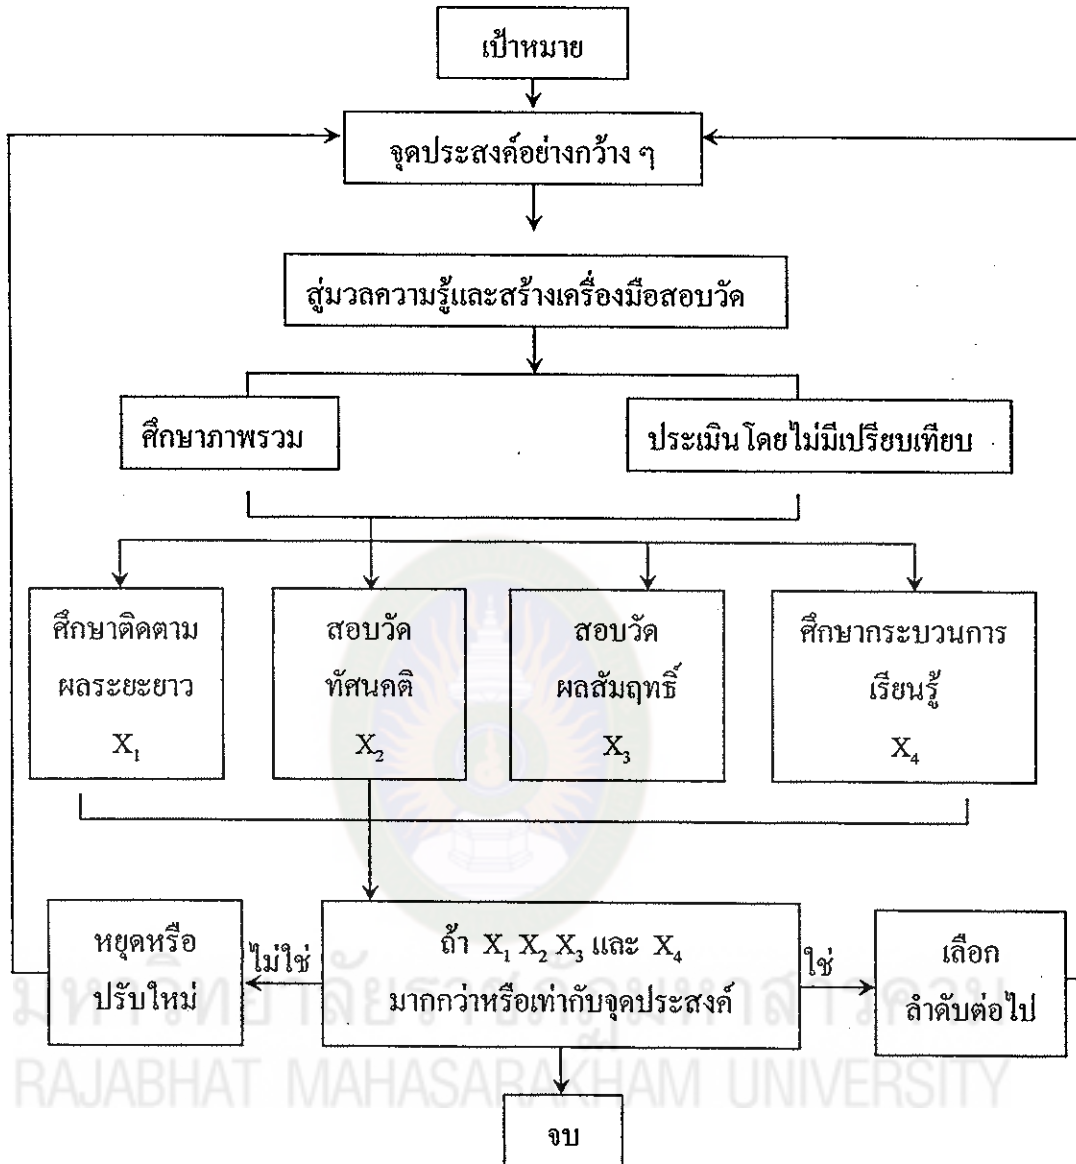 เป้าหมาย
จุดประสงค์อย่างกว้าง ๆ
สู่มวลความรู้และสร้างเครื่องมือสอบวัด
ศึกษาภาพรวม
ประเมินโดยไม่มีเปรียบเทียบ
ศึกษาติดตาม
ผลระยะยาว
X₁
สอบวัด
ทัศนคติ
X₂
สอบวัด
ผลสัมฤทธิ์
X₃
ศึกษากระบวนการ
เรียนรู้
X₄
หยุดหรือ
ปรับใหม่
ไม่ใช่
ถ้า X₁ X₂ X₃ และ X₄
มากกว่าหรือเท่ากับจุดประสงค์
ใช่
เลือก
ลำดับต่อไป
มหาวิทยาลัยราชภัฏมหาสารคาม
RAJABHAT MAHASARAKHAM UNIVERSITY
จบ